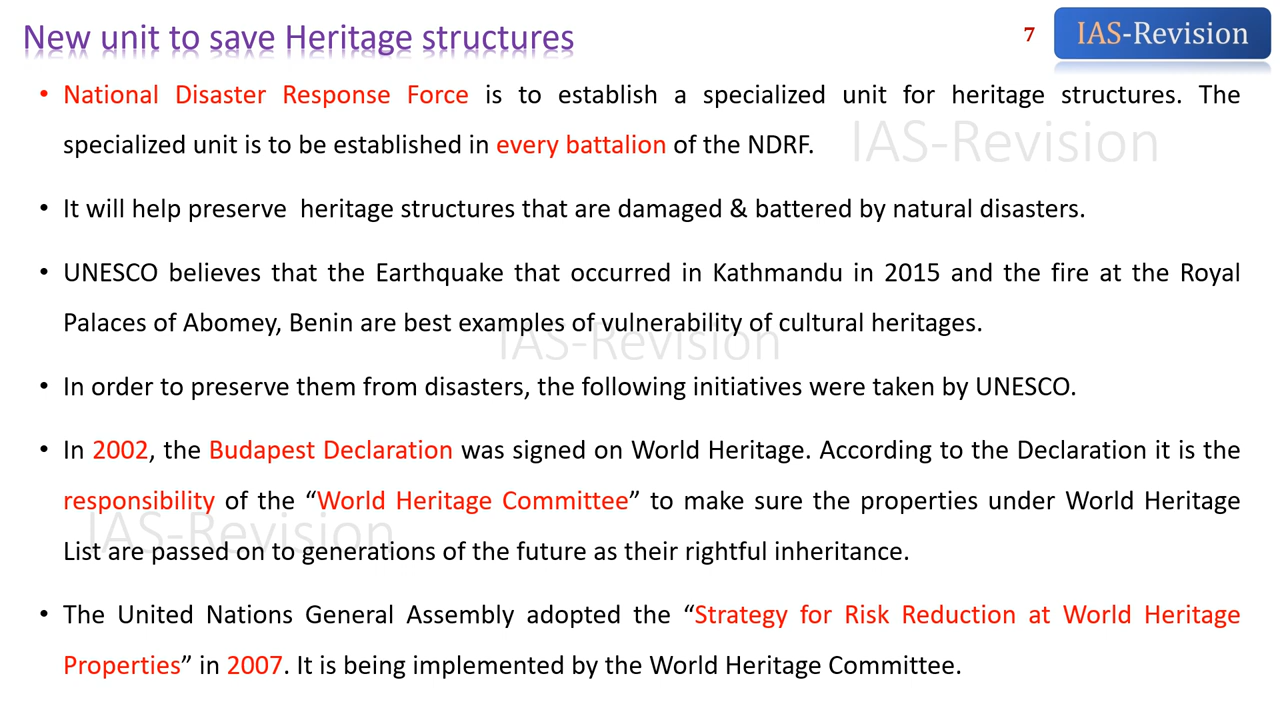 New unit to save Heritage structures
7
IAS-Revision
• National Disaster Response Force is to establish a specialized unit for heritage structures. The
specialized unit is to be established in every battalion of the NDRF.
IAS-Revision
• It will help preserve  heritage structures that are damaged & battered by natural disasters.
• UNESCO believes that the Earthquake that occurred in Kathmandu in 2015 and the fire at the Royal
Palaces of Abomey, Benin are best examples of vulnerability of cultural heritages.
IAS-Revision
• In order to preserve them from disasters, the following initiatives were taken by UNESCO.
• In 2002, the Budapest Declaration was signed on World Heritage. According to the Declaration it is the
responsibility of the “World Heritage Committee” to make sure the properties under World Heritage
IAS-Revision
List are passed on to generations of the future as their rightful inheritance.
• The United Nations General Assembly adopted the “Strategy for Risk Reduction at World Heritage
Properties” in 2007. It is being implemented by the World Heritage Committee.